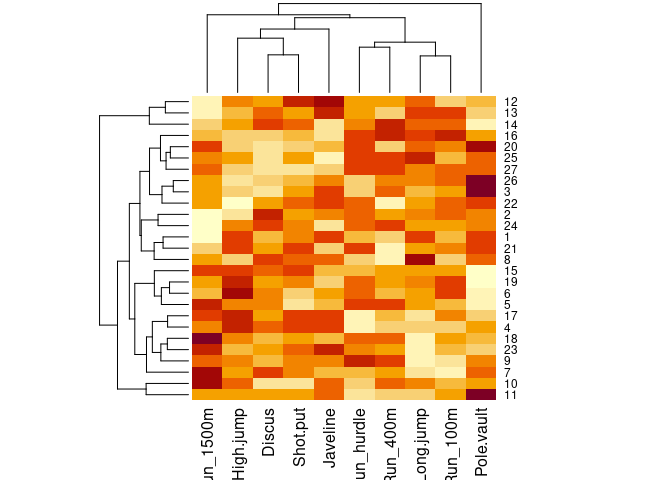 12
13
14
16
20
25
27
26
3
22
2
24
1
21
8
15
19
6
5
17
4
18
23
9
7
10
11
un_1500m
High.jump
Discus
Shot.put
Javeline
un_hurdle
Run_400m
Long.jump
Run_100m
Pole.vault